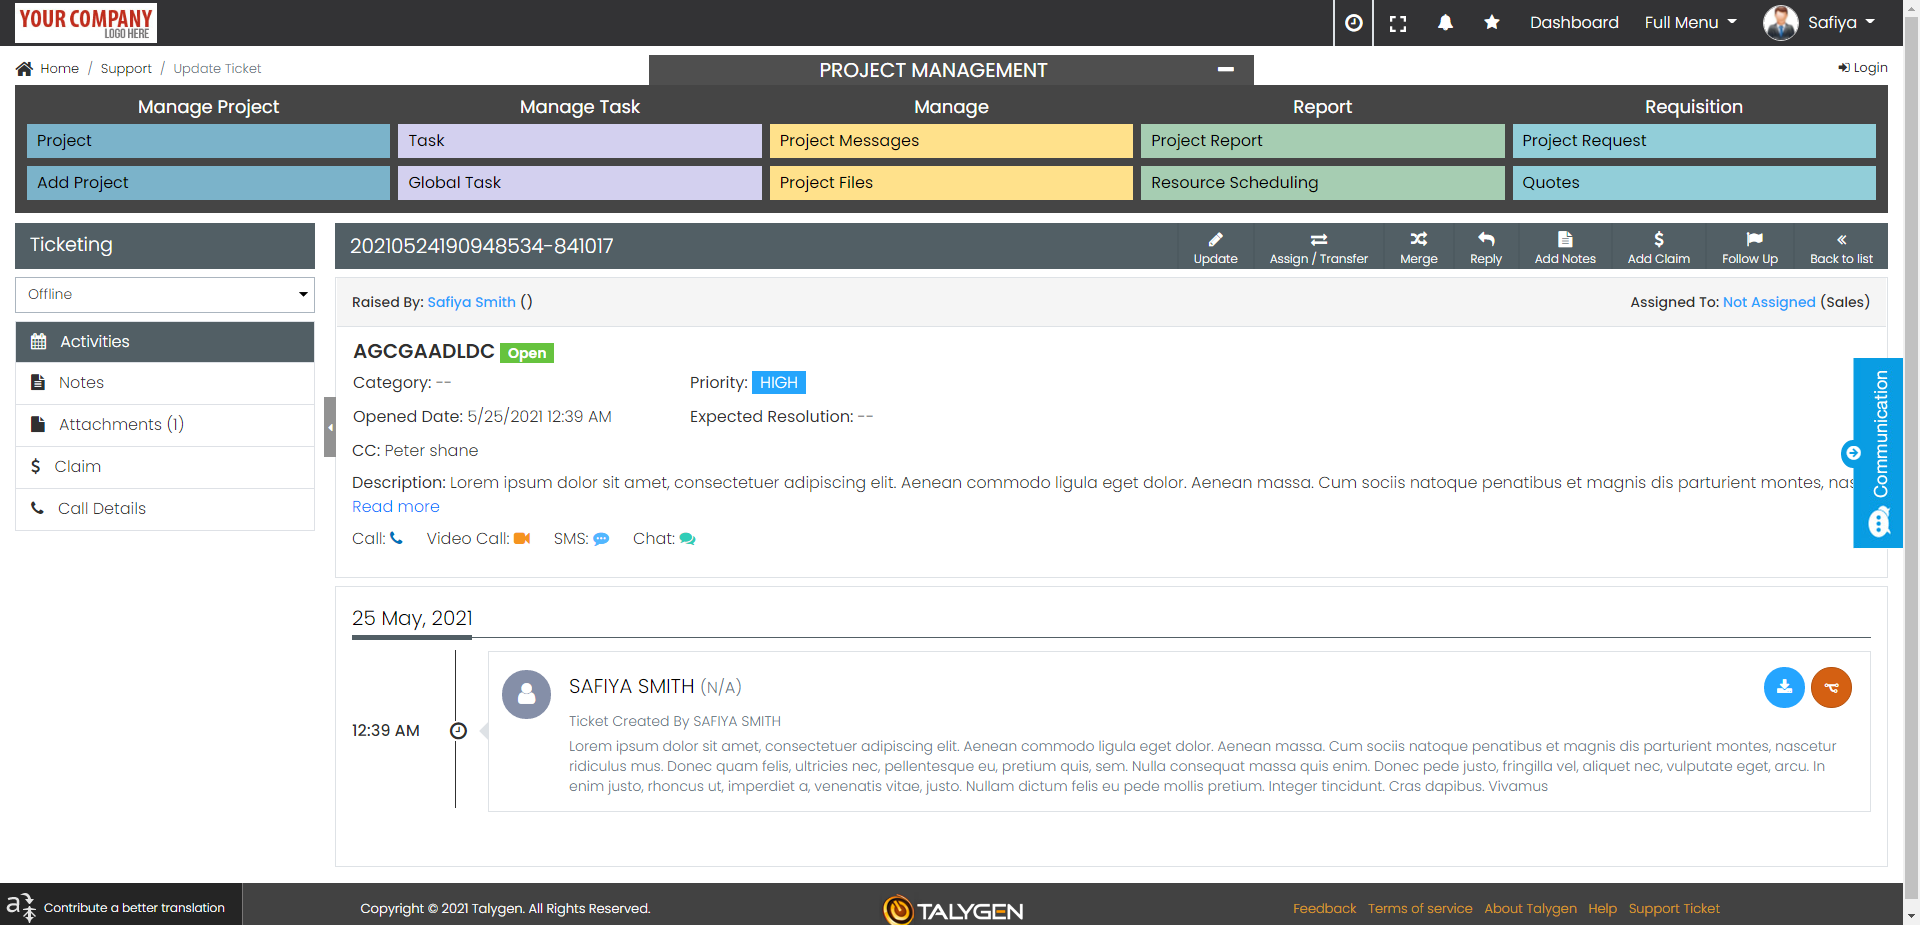 YOUR COMPANY
LOGO HERE
Dashboard
Full Menu
Safiya
Home / Support / Update Ticket
PROJECT MANAGEMENT
Login
Manage Project
Manage Task
Manage
Report
Requisition
Project
Task
Project Messages
Project Report
Project Request
Add Project
Global Task
Project Files
Resource Scheduling
Quotes
Ticketing
Offline
Activities
Notes
Attachments (1)
Claim
Call Details
20210524190948534-841017
Update
Assign / Transfer
Merge
Reply
Add Notes
Add Claim
Follow Up
Back to list
Raised By: Safiya Smith ()
Assigned To: Not Assigned (Sales)
AGCGAADLDC Open
Category: --
Priority: HIGH
Opened Date: 5/25/2021 12:39 AM
Expected Resolution: --
CC: Peter shane
Description: Lorem ipsum dolor sit amet, consectetuer adipiscing elit. Aenean commodo ligula eget dolor. Aenean massa. Cum sociis natoque penatibus et magnis dis parturient montes, nas
Read more
Call:
Video Call:
SMS:
Chat:
Communication
25 May, 2021
12:39 AM
SAFIYA SMITH (N/A)
Ticket Created By SAFIYA SMITH
Lorem ipsum dolor sit amet, consectetuer adipiscing elit. Aenean commodo ligula eget dolor. Aenean massa. Cum sociis natoque penatibus et magnis dis parturient montes, nascetur
ridiculus mus. Donec quam felis, ultricies nec, pellentesque eu, pretium quis, sem. Nulla consequat massa quis enim. Donec pede justo, fringilla vel, aliquet nec, vulputate eget, arcu. In
enim justo, rhoncus ut, imperdiet a, venenatis vitae, justo. Nullam dictum felis eu pede mollis pretium. Integer tincidunt. Cras dapibus. Vivamus
Contribute a better translation
Copyright © 2021 Talygen. All Rights Reserved.
TALYGEN
Feedback
Terms of service
About Talygen
Help
Support Ticket